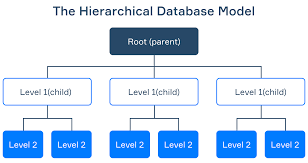 The Hierarchical Database Model
Root (parent)
Level 1(child) Level 1(child) Level 1(child)
Level 2 Level 2 Level 2 Level 2 Level 2 Level 2